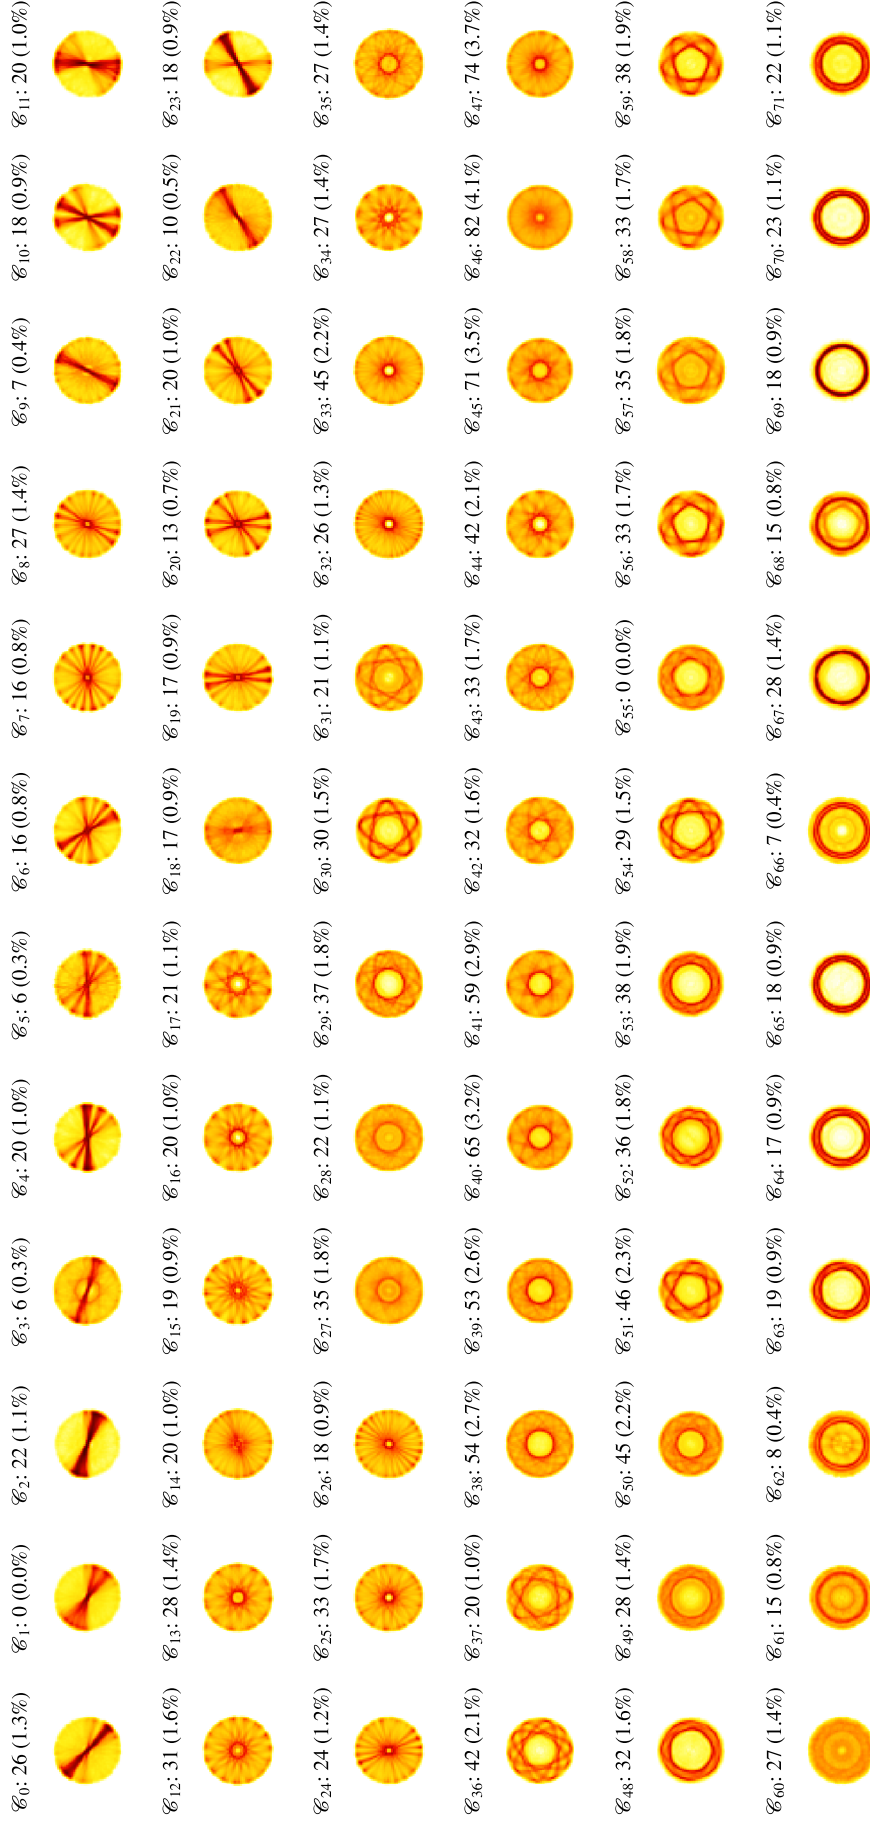 𝒞0: 26 (1.3%)
𝒞1: 0 (0.0%)
𝒞2: 22 (1.1%)
𝒞3: 6 (0.3%)
𝒞4: 20 (1.0%)
𝒞5: 6 (0.3%)
𝒞6: 16 (0.8%)
𝒞7: 16 (0.8%)
𝒞8: 27 (1.4%)
𝒞9: 7 (0.4%)
𝒞10: 18 (0.9%)
𝒞11: 20 (1.0%)
𝒞12: 31 (1.6%)
𝒞13: 28 (1.4%)
𝒞14: 20 (1.0%)
𝒞15: 19 (0.9%)
𝒞16: 20 (1.0%)
𝒞17: 21 (1.1%)
𝒞18: 17 (0.9%)
𝒞19: 17 (0.9%)
𝒞20: 13 (0.7%)
𝒞21: 20 (1.0%)
𝒞22: 10 (0.5%)
𝒞23: 18 (0.9%)
𝒞24: 24 (1.2%)
𝒞25: 33 (1.7%)
𝒞26: 18 (0.9%)
𝒞27: 35 (1.8%)
𝒞28: 22 (1.1%)
𝒞29: 37 (1.8%)
𝒞30: 30 (1.5%)
𝒞31: 21 (1.1%)
𝒞32: 26 (1.3%)
𝒞33: 45 (2.2%)
𝒞34: 27 (1.4%)
𝒞35: 27 (1.4%)
𝒞36: 42 (2.1%)
𝒞37: 20 (1.0%)
𝒞38: 54 (2.7%)
𝒞39: 53 (2.6%)
𝒞40: 65 (3.2%)
𝒞41: 59 (2.9%)
𝒞42: 32 (1.6%)
𝒞43: 33 (1.7%)
𝒞44: 42 (2.1%)
𝒞45: 71 (3.5%)
𝒞46: 82 (4.1%)
𝒞47: 74 (3.7%)
𝒞48: 32 (1.6%)
𝒞49: 28 (1.4%)
𝒞50: 45 (2.2%)
𝒞51: 46 (2.3%)
𝒞52: 36 (1.8%)
𝒞53: 38 (1.9%)
𝒞54: 29 (1.5%)
𝒞55: 0 (0.0%)
𝒞56: 33 (1.7%)
𝒞57: 35 (1.8%)
𝒞58: 33 (1.7%)
𝒞59: 38 (1.9%)
𝒞60: 27 (1.4%)
𝒞61: 15 (0.8%)
𝒞62: 8 (0.4%)
𝒞63: 19 (0.9%)
𝒞64: 17 (0.9%)
𝒞65: 18 (0.9%)
𝒞66: 7 (0.4%)
𝒞67: 28 (1.4%)
𝒞68: 15 (0.8%)
𝒞69: 18 (0.9%)
𝒞70: 23 (1.1%)
𝒞71: 22 (1.1%)